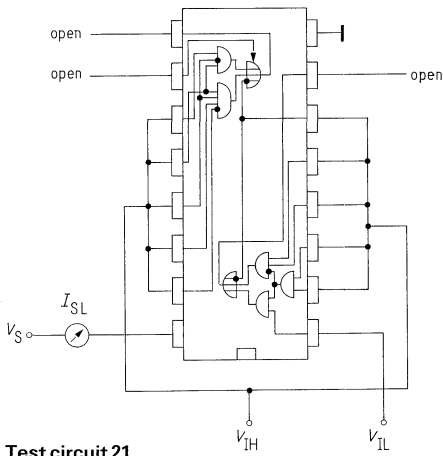 open
open
open
I_SL
V_S
V_IH
V_IL
Test circuit 21